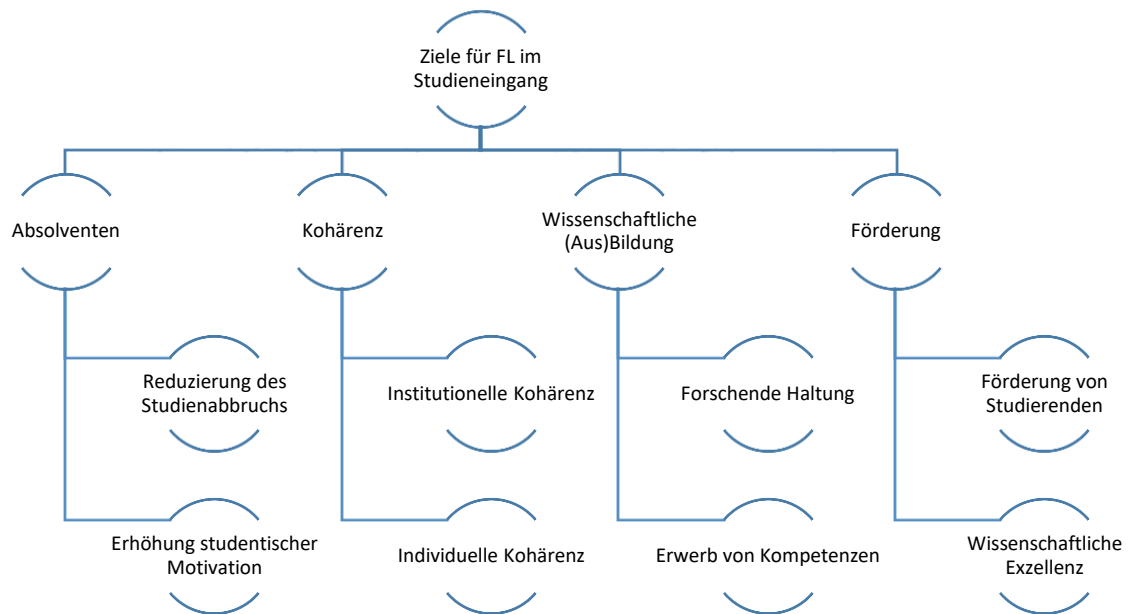 Ziele für FL im
Studieneingang
Absolventen
Kohärenz
Wissenschaftliche
(Aus)Bildung
Förderung
Reduzierung des
Studienabbruchs
Institutionelle Kohärenz
Forschende Haltung
Förderung von
Studierenden
Erhöhung studentischer
Motivation
Individuelle Kohärenz
Erwerb von Kompetenzen
Wissenschaftliche
Exzellenz